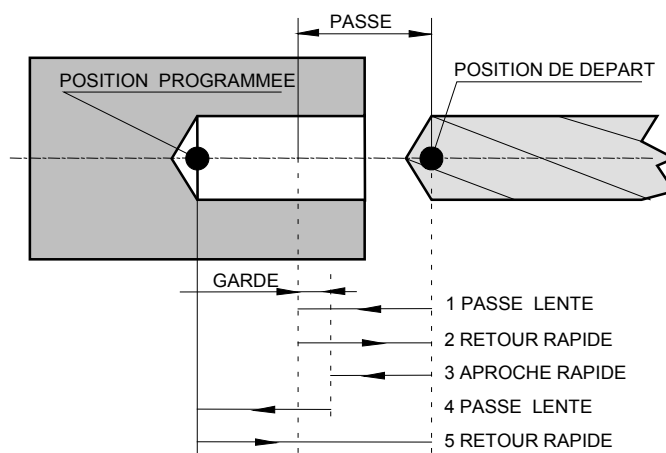 PASSE
POSITION PROGRAMMEE
POSITION DE DEPART
GARDE
1 PASSE LENTE
2 RETOUR RAPIDE
3 APROCHE RAPIDE
4 PASSE LENTE
5 RETOUR RAPIDE